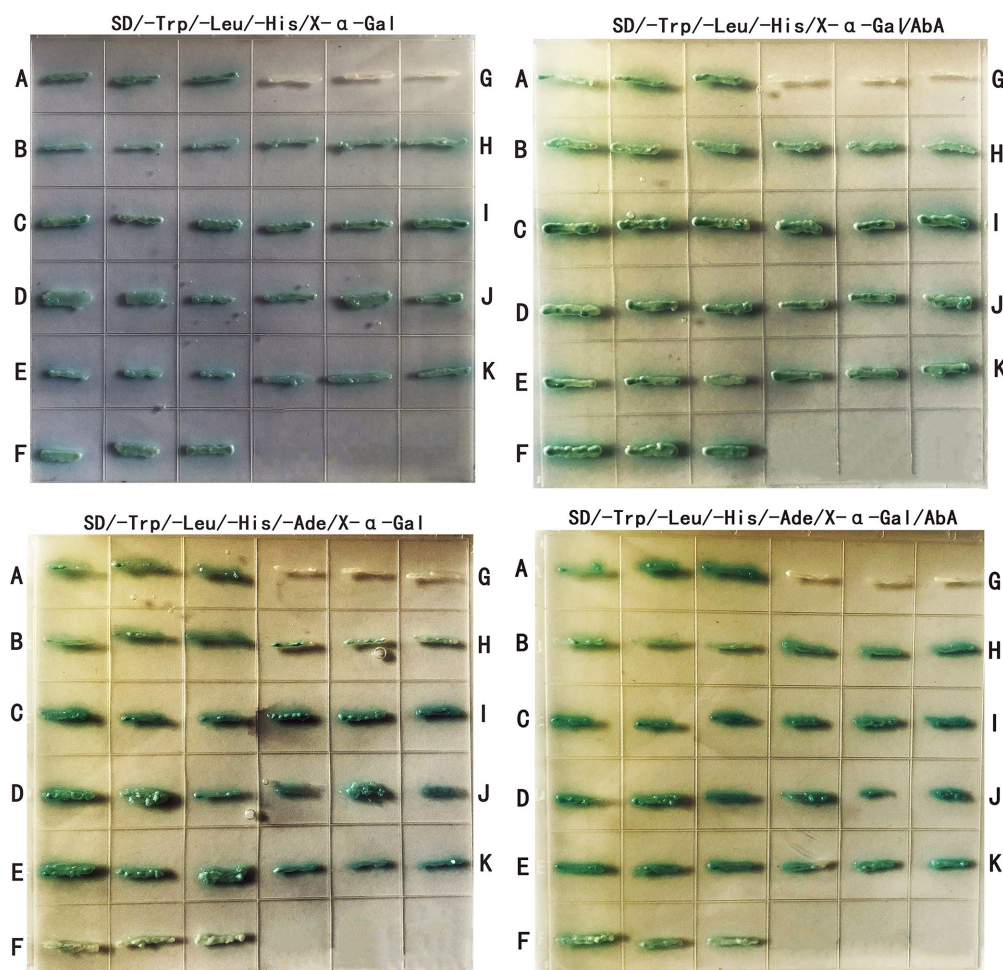 SD/-Trp/-Leu/-His/X-α-Gal
A
G
B
H
C
I
D
J
E
K
F
SD/-Trp/-Leu/-His/X-α-Gal/AbA
A
G
B
H
C
I
D
J
E
K
F
SD/-Trp/-Leu/-His/-Ade/X-α-Gal
A
G
B
H
C
I
D
J
E
K
F
SD/-Trp/-Leu/-His/-Ade/X-α-Gal/AbA
A
G
B
H
C
I
D
J
E
K
F